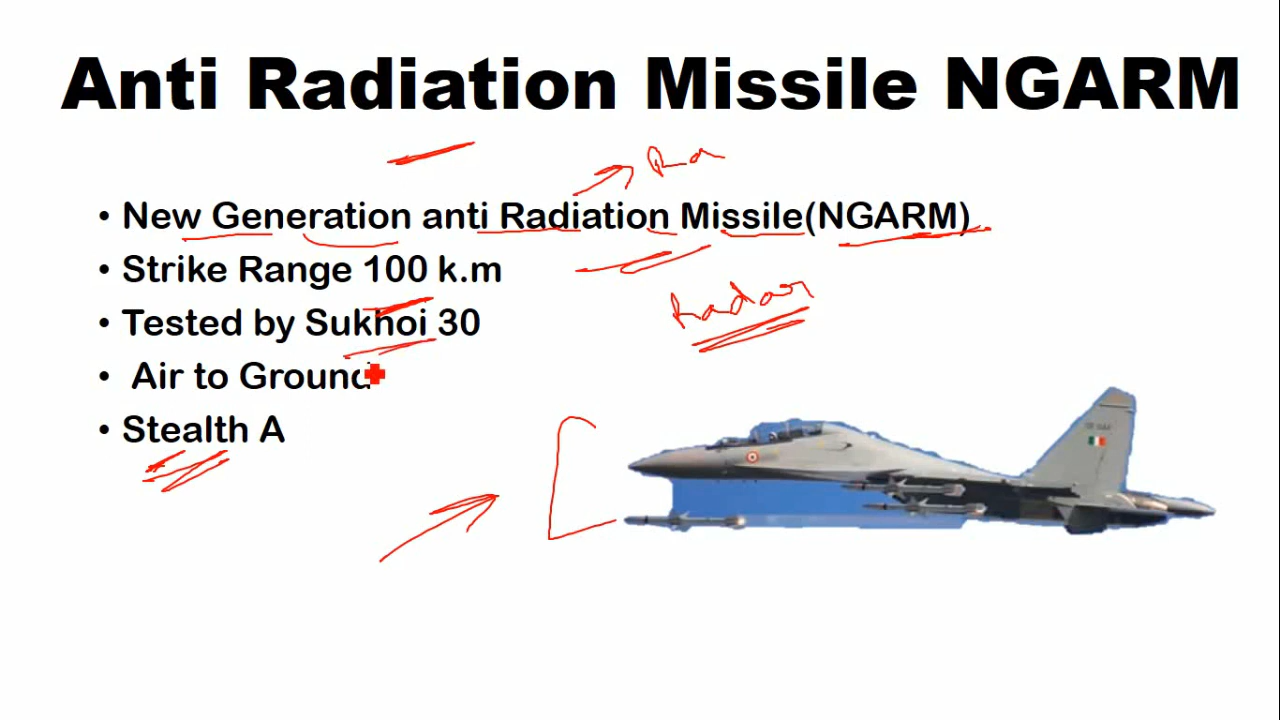 Anti Radiation Missile NGARM
Ra
• New Generation anti Radiation Missile(NGARM)
• Strike Range 100 k.m
Radar
• Tested by Sukhoi 30
• Air to Ground
• Stealth A